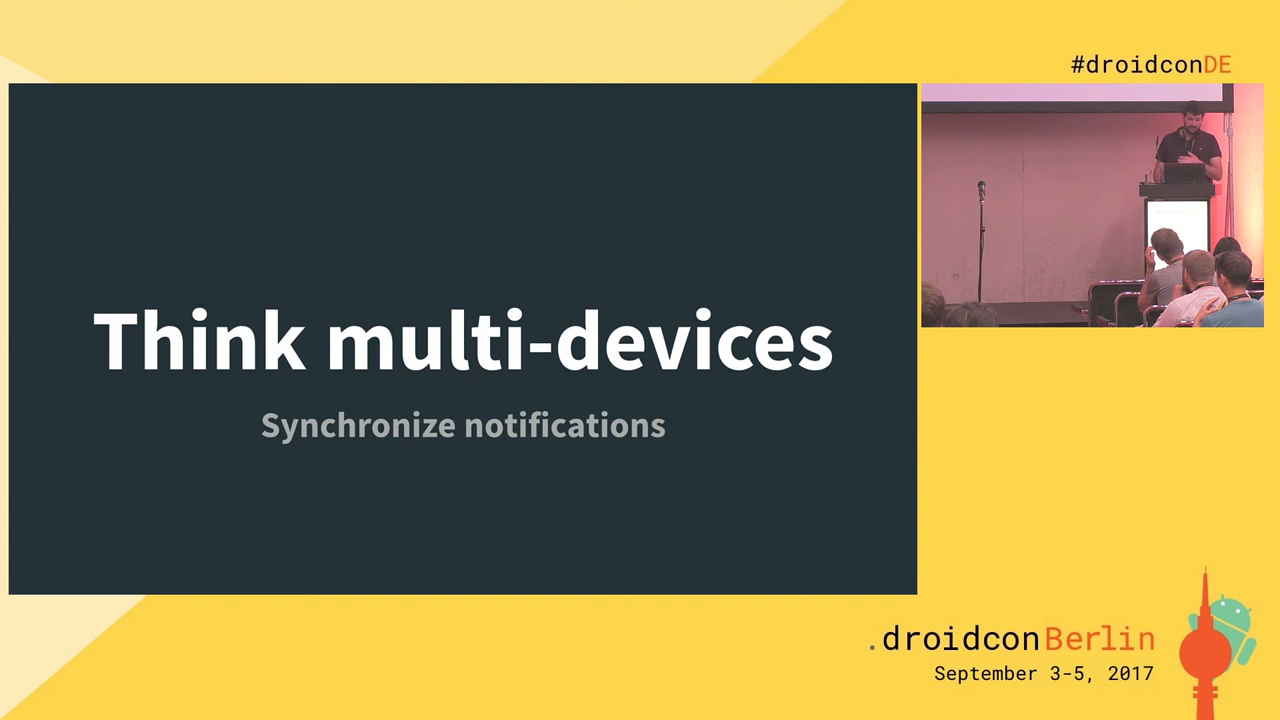 #droidconDE
Think multi-devices
Synchronize notifications
.droidconBerlin
September 3-5, 2017